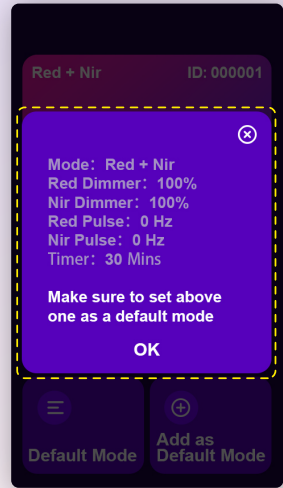 Red + Nir
ID: 000001
Mode： Red + Nir
Red Dimmer： 100%
Nir Dimmer： 100%
Red Pulse： 0 Hz
Nir Pulse： 0 Hz
Timer： 30 Mins
Make sure to set above
one as a default mode
OK
Default Mode
Add as
Default Mode